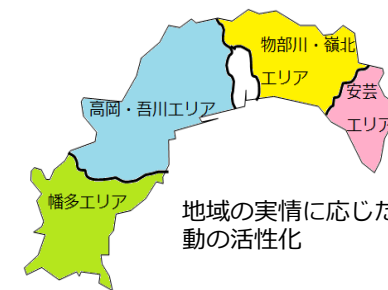 物部川・嶺北
エリア
安芸
エリア
高岡・吾川エリア
幡多エリア
地域の実情に応じた
動の活性化